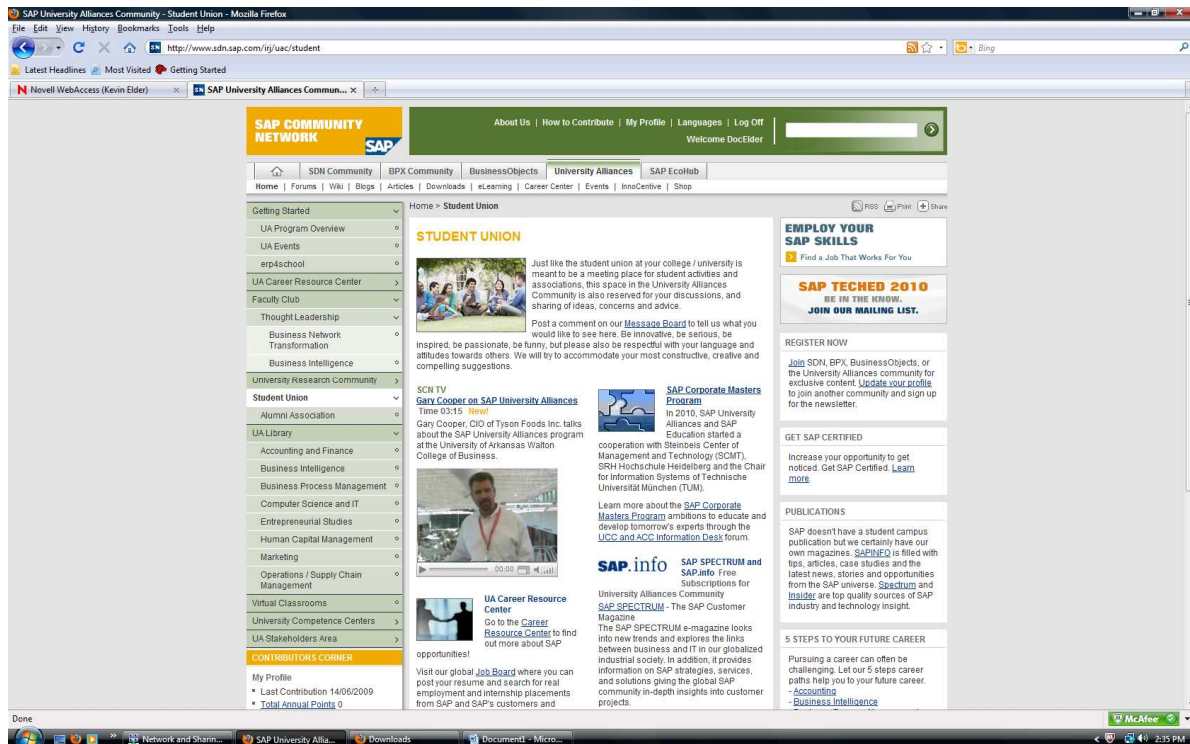 SAP University Alliances Community - Student Union - Mozilla Firefox
File Edit View History Bookmarks Tools Help
http://www.sdn.sap.com/irj/uac/student
Bing
Latest Headlines Most Visited Getting Started
Novell WebAccess (Kevin Elder)
SAP University Alliances Commun...
SAP COMMUNITY
NETWORK
SAP
About Us | How to Contribute | My Profile | Languages | Log Off
Welcome DocElder
SDN Community BPX Community BusinessObjects University Alliances SAP EcoHub
Home | Forums | Wiki | Blogs | Articles | Downloads | eLearning | Career Center | Events | InnoCentive | Shop
Getting Started
UA Program Overview
UA Events
erp4school
UA Career Resource Center
Faculty Club
Thought Leadership
Business Network
Transformation
Business Intelligence
University Research Community
Student Union
Alumni Association
UA Library
Accounting and Finance
Business Intelligence
Business Process Management
Computer Science and IT
Entrepreneurial Studies
Human Capital Management
Marketing
Operations / Supply Chain
Management
Virtual Classrooms
University Competence Centers
UA Stakeholders Area
CONTRIBUTORS CORNER
My Profile
Last Contribution 14/06/2009
Total Annual Points 0
Home > Student Union
RSS Print Share
STUDENT UNION
Just like the student union at your college / university is
meant to be a meeting place for student activities and
associations, this space in the University Alliances
Community is also reserved for your discussions, and
sharing of ideas, concerns and advice.
Post a comment on our Message Board to tell us what you
would like to see here. Be innovative, be serious, be
inspired, be passionate, be funny, but please also be respectful with your language and
attitudes towards others. We will try to accommodate your most constructive, creative and
compelling suggestions.
SCN TV
Gary Cooper on SAP University Alliances
Time 03:15 New!
Gary Cooper, CIO of Tyson Foods Inc. talks
about the SAP University Alliances program
at the University of Arkansas Walton
College of Business.
00:00
UA Career Resource
Center
Go to the Career
Resource Center to find
out more about SAP
opportunities!
Visit our global Job Board where you can
post your resume and search for real
employment and internship placements
from SAP and SAP's customers and
SAP Corporate Masters
Program
In 2010, SAP University
Alliances and SAP
Education started a
cooperation with Steinbeis Center of
Management and Technology (SCMT),
SRH Hochschule Heidelberg and the Chair
for Information Systems of Technische
Universität München (TUM).
Learn more about the SAP Corporate
Masters Program ambitions to educate and
develop tomorrow's experts through the
UCC and ACC Information Desk forum.
SAP.info
SAP SPECTRUM and
SAP.info Free
Subscriptions for
University Alliances Community
SAP SPECTRUM - The SAP Customer
Magazine
The SAP SPECTRUM e-magazine looks
into new trends and explores the links
between business and IT in our globalized
industrial society. In addition, it provides
information on SAP strategies, services,
and solutions giving the global SAP
community in-depth insights into customer
projects.
EMPLOY YOUR
SAP SKILLS
Find a Job That Works For You
SAP TECHED 2010
BE IN THE KNOW.
JOIN OUR MAILING LIST.
REGISTER NOW
Join SDN, BPX, BusinessObjects, or
the University Alliances community for
exclusive content. Update your profile
to join another community and sign up
for the newsletter.
GET SAP CERTIFIED
Increase your opportunity to get
noticed. Get SAP Certified. Learn
more.
PUBLICATIONS
SAP doesn't have a student campus
publication but we certainly have our
own magazines. SAPINFO is filled with
tips, articles, case studies and the
latest news, stories and opportunities
from the SAP universe. Spectrum and
Insider are top quality sources of SAP
industry and technology insight.
5 STEPS TO YOUR FUTURE CAREER
Pursuing a career can often be
challenging. Let our 5 steps career
paths help you to your future career.
- Accounting
- Business Intelligence
Done
McAfee
Network and Sharin...
SAP University Allia...
Downloads
Document1 - Micro...
2:35 PM